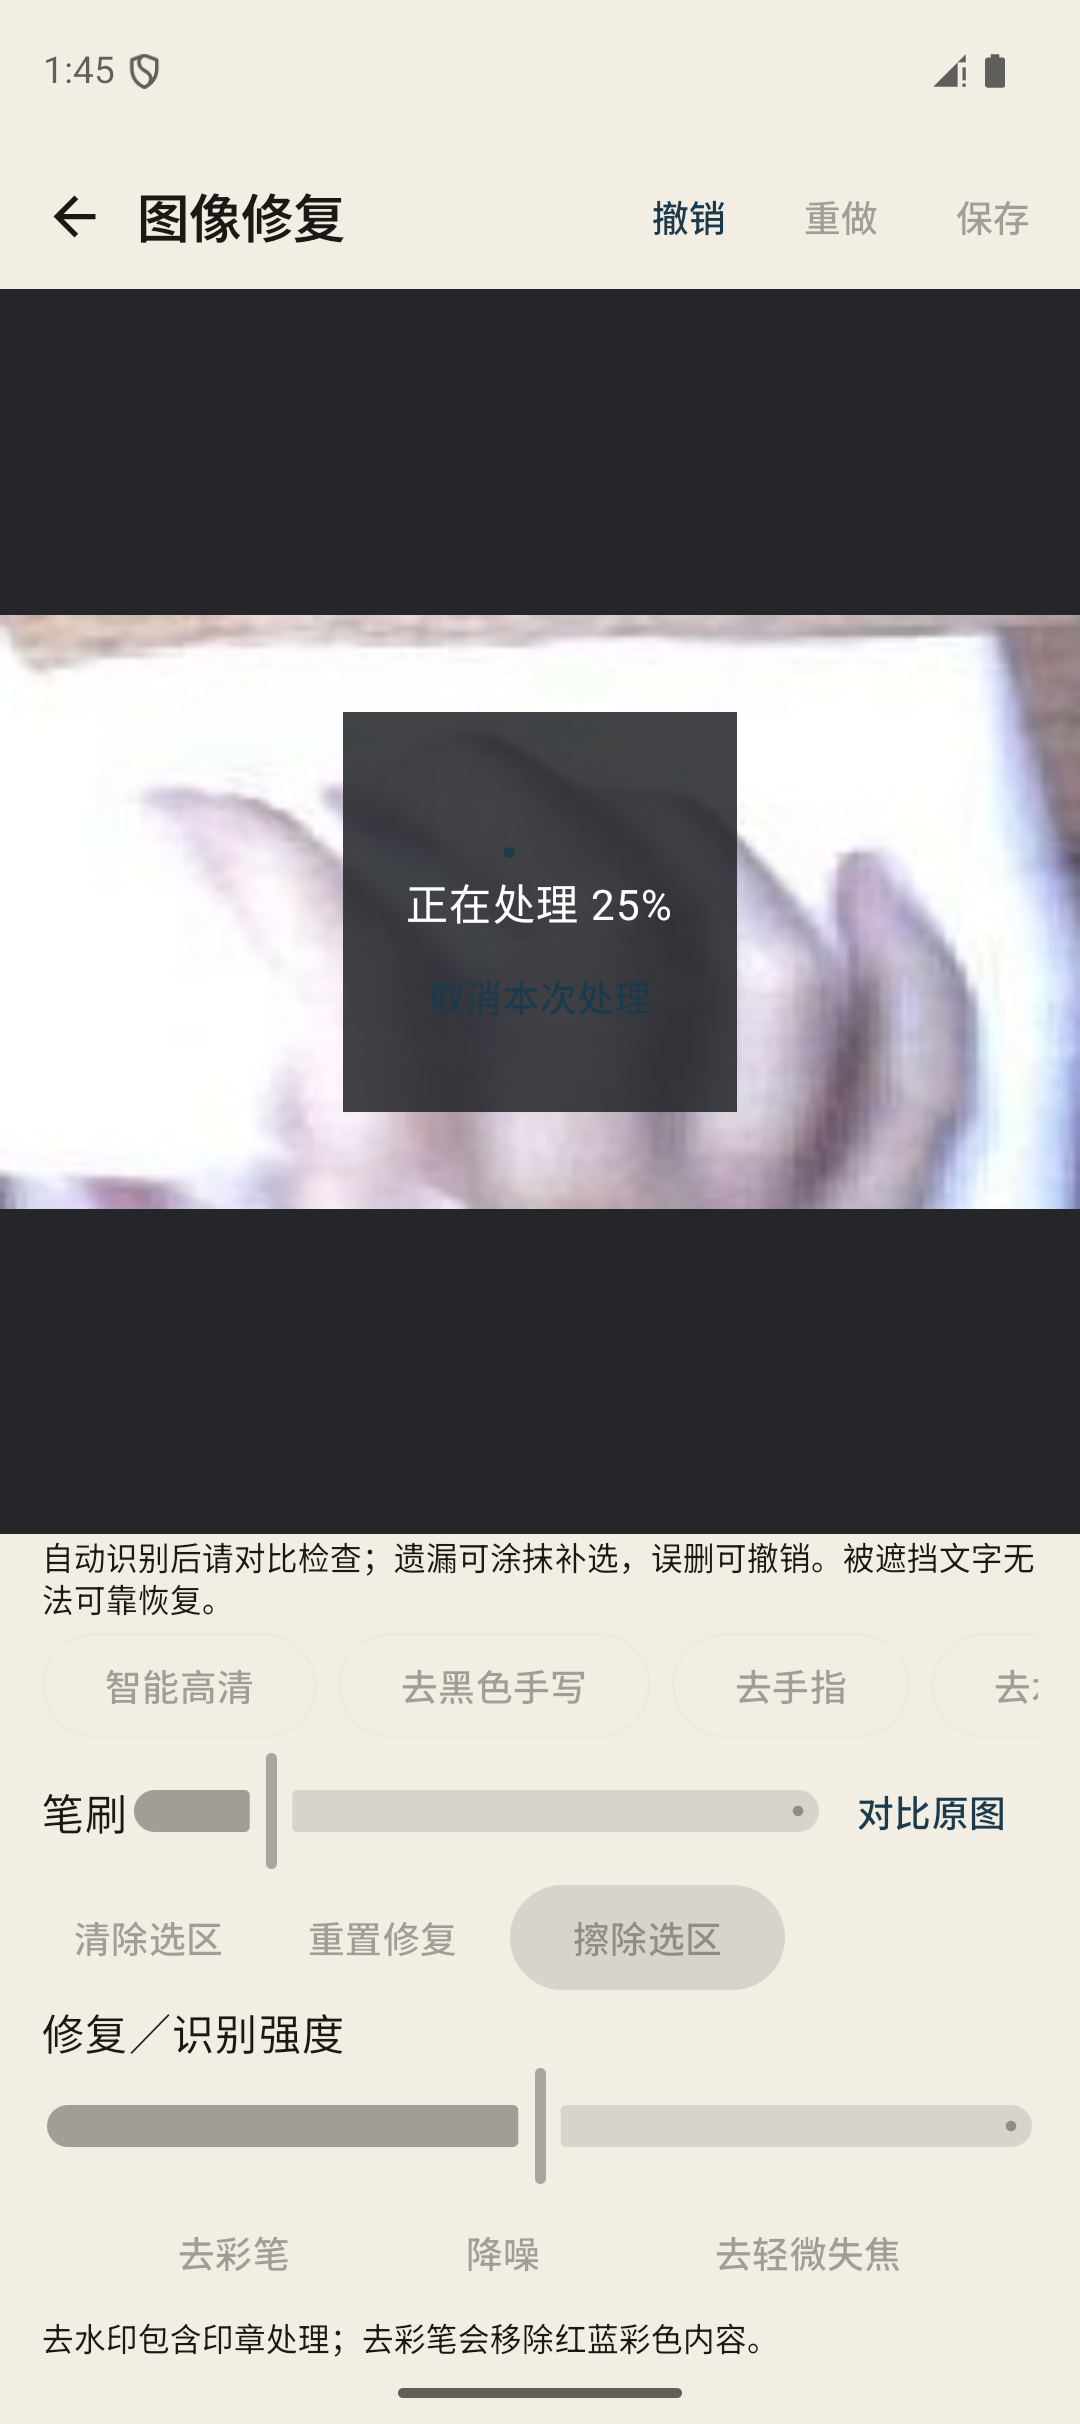 1:45
图像修复
撤销
重做
保存
正在处理 25%
取消本次处理
自动识别后请对比检查；遗漏可涂抹补选，误删可撤销。被遮挡文字无
法可靠恢复。
智能高清
去黑色手写
去手指
去
笔刷
对比原图
清除选区
重置修复
擦除选区
修复／识别强度
去彩笔
降噪
去轻微失焦
去水印包含印章处理；去彩笔会移除红蓝彩色内容。